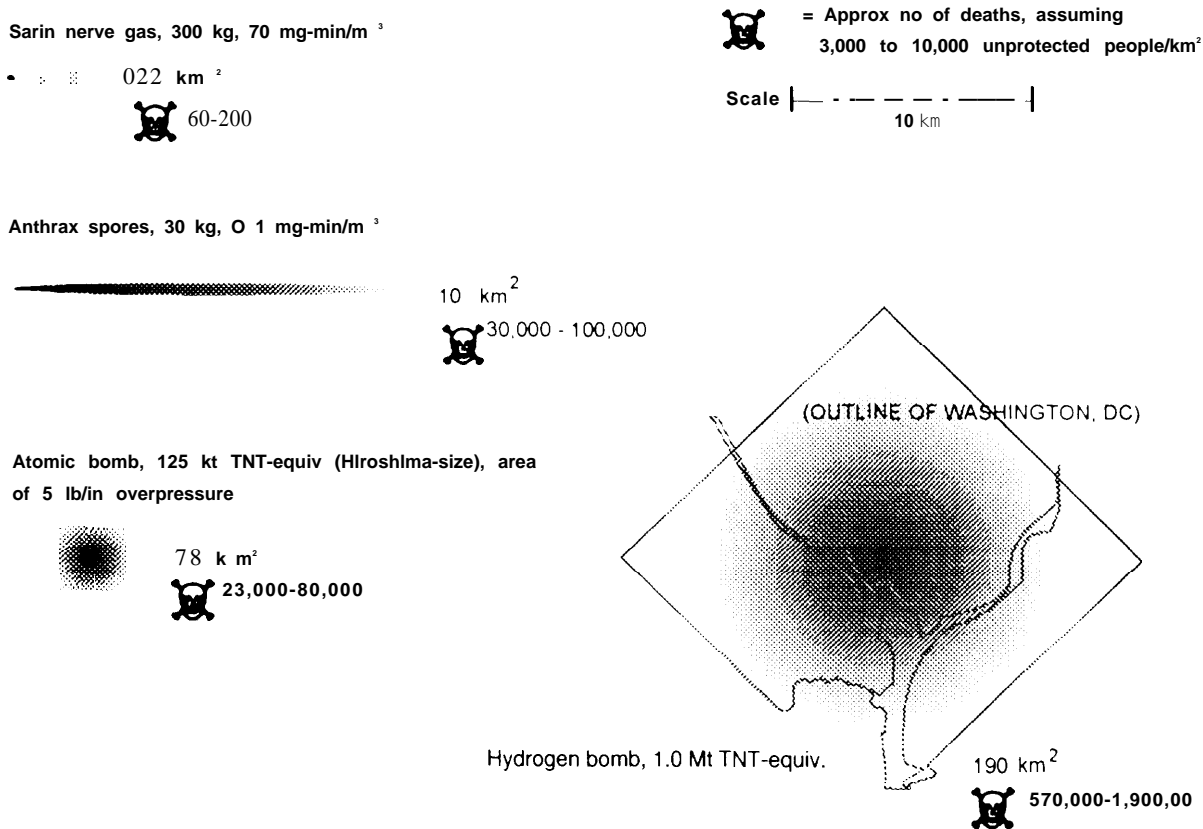 Sarin nerve gas, 300 kg, 70 mg-min/m ³
022 km ²
60-200
= Approx no of deaths, assuming
3,000 to 10,000 unprotected people/km²
Scale
10 km
Anthrax spores, 30 kg, O 1 mg-min/m ³
10 km²
30,000 - 100,000
(OUTLINE OF WASHINGTON, DC)
Atomic bomb, 125 kt TNT-equiv (HIroshIma-size), area
of 5 lb/in overpressure
78 k m²
23,000-80,000
Hydrogen bomb, 1.0 Mt TNT-equiv.
190 km²
570,000-1,900,00